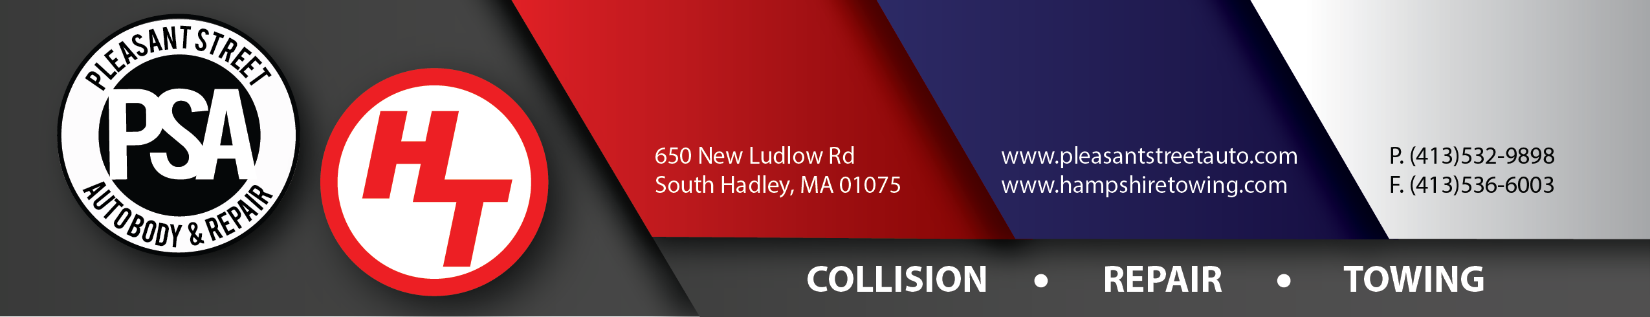 PLEASANT STREET
PSA
AUTOBODY & REPAIR
HT
650 New Ludlow Rd
South Hadley, MA 01075
www.pleasantstreetauto.com
www.hampshiretowing.com
P. (413)532-9898
F. (413)536-6003
COLLISION • REPAIR • TOWING